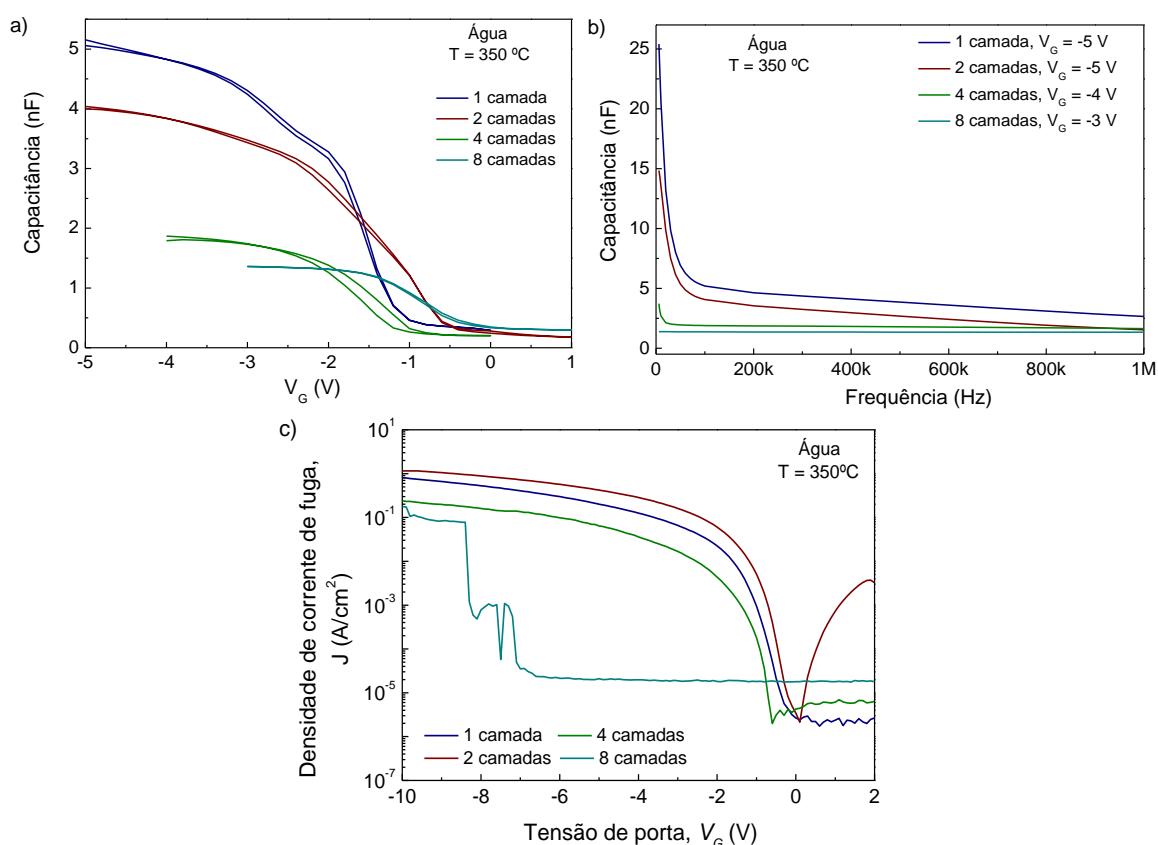 a)
Água
T = 350 ºC
1 camada
2 camadas
4 camadas
8 camadas
Capacitância (nF)
5
4
3
2
1
0
-5 -4 -3 -2 -1 0 1
V_G (V)
b)
Água
T = 350 ºC
1 camada, V_G = -5 V
2 camadas, V_G = -5 V
4 camadas, V_G = -4 V
8 camadas, V_G = -3 V
Capacitância (nF)
25
20
15
10
5
0
0 200k 400k 600k 800k 1M
Frequência (Hz)
c)
Água
T = 350ºC
Densidade de corrente de fuga,
J (A/cm²)
10¹
10⁻¹
10⁻³
10⁻⁵
10⁻⁷
1 camada
2 camadas
4 camadas
8 camadas
-10 -8 -6 -4 -2 0 2
Tensão de porta, V_G (V)